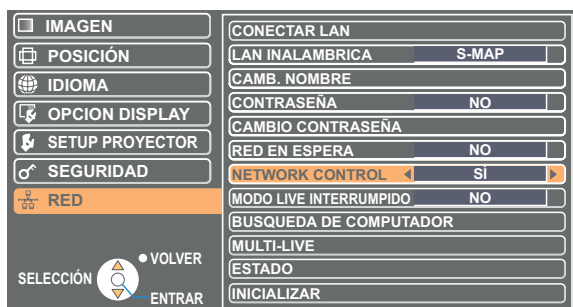 IMAGEN
POSICIÓN
IDIOMA
OPCION DISPLAY
SETUP PROYECTOR
SEGURIDAD
RED
VOLVER
SELECCIÓN
ENTRAR
CONECTAR LAN
LAN INALAMBRICA S-MAP
CAMB. NOMBRE
CONTRASEÑA NO
CAMBIO CONTRASEÑA
RED EN ESPERA NO
NETWORK CONTROL SÍ
MODO LIVE INTERRUMPIDO NO
BUSQUEDA DE COMPUTADOR
MULTI-LIVE
ESTADO
INICIALIZAR